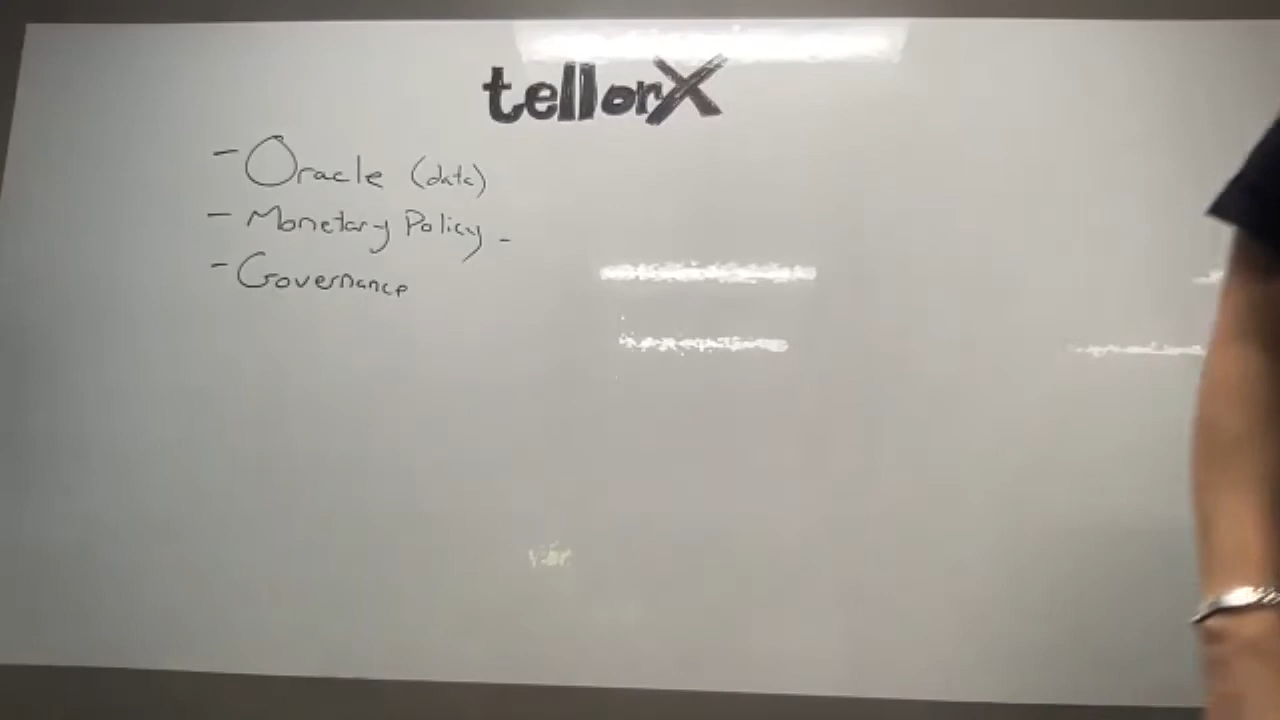 tellorX
- Oracle (data)
- Monetary Policy -
- Governance